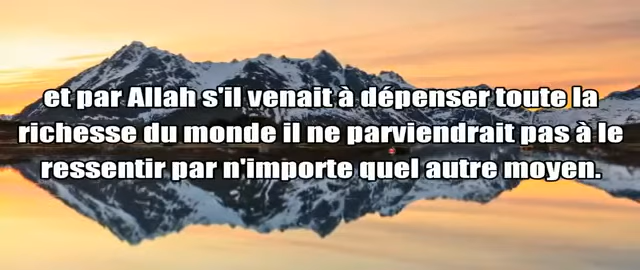 et par Allah s'il venait à dépenser toute la
richesse du monde il ne parviendrait pas à le
ressentir par n'importe quel autre moyen.